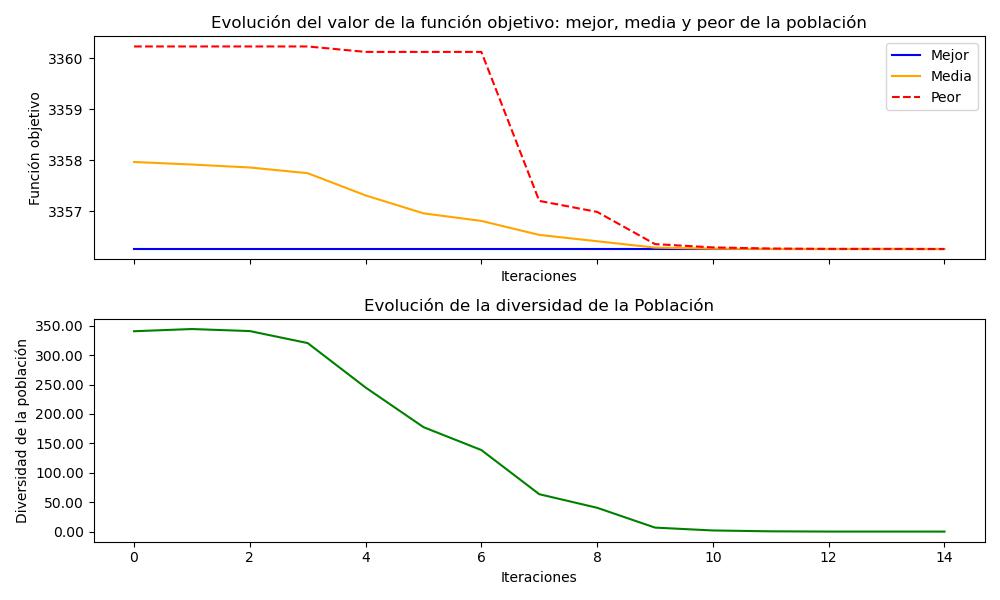 Evolución del valor de la función objetivo: mejor, media y peor de la población
Función objetivo
3360
3359
3358
3357
Mejor
Media
Peor
Iteraciones
Evolución de la diversidad de la Población
Diversidad de la población
350.00
300.00
250.00
200.00
150.00
100.00
50.00
0.00
0 2 4 6 8 10 12 14
Iteraciones